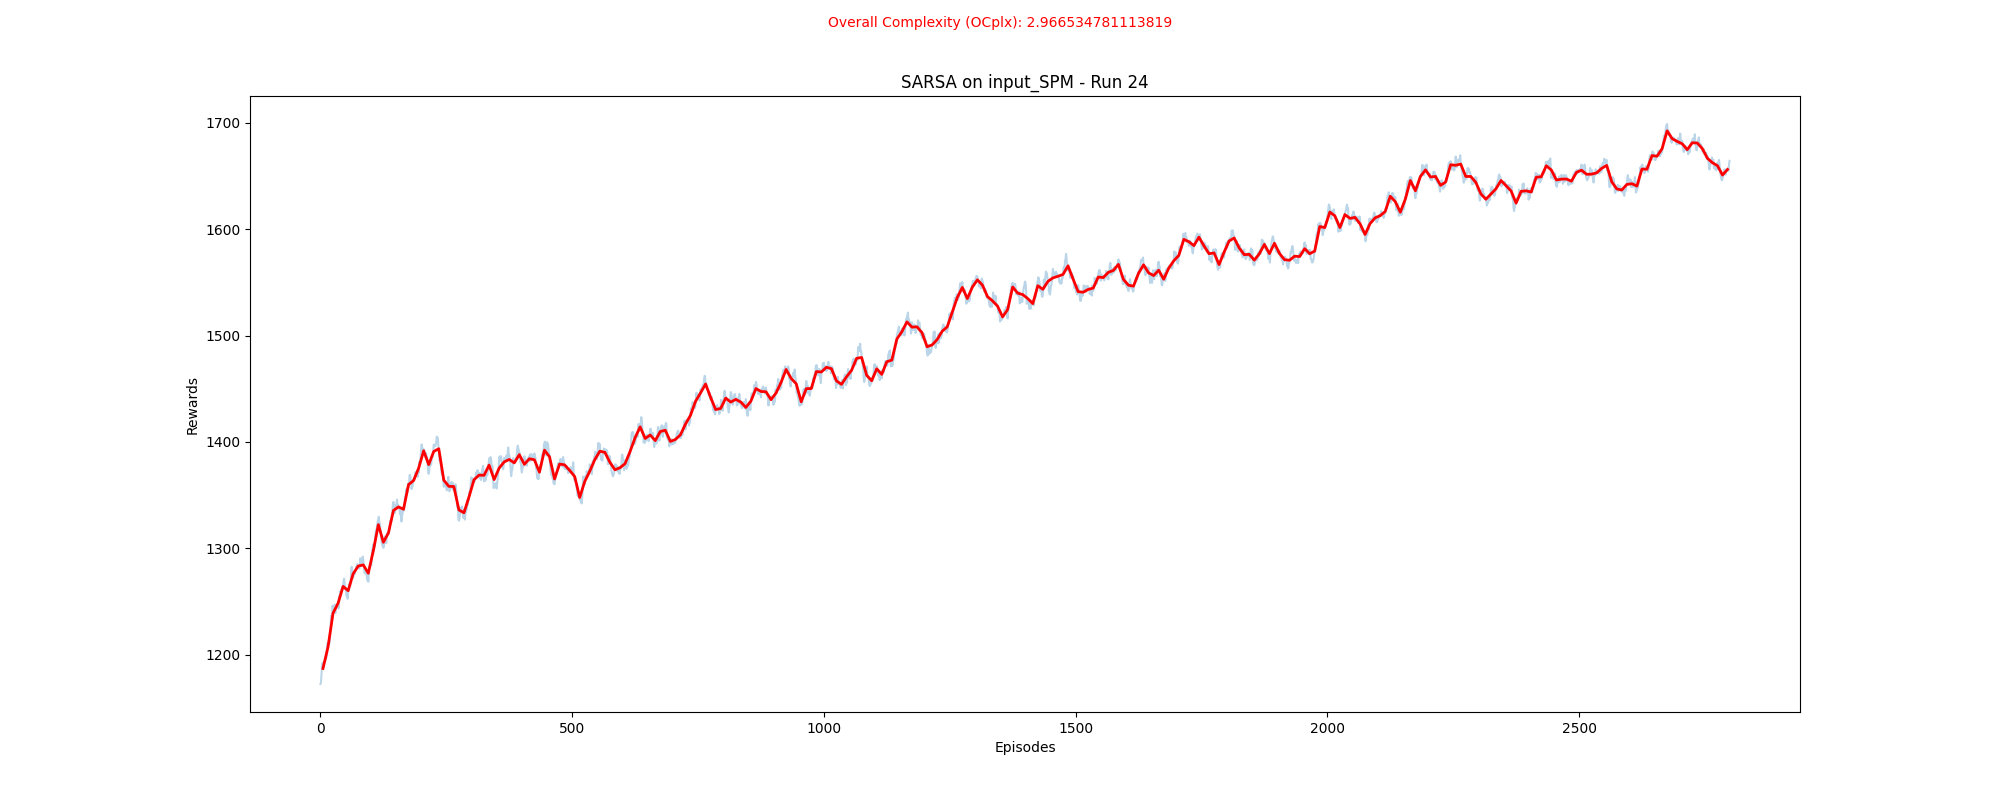 Overall Complexity (OCplx): 2.966534781113819
SARSA on input_SPM - Run 24
1700
1600
1500
1400
1300
1200
Rewards
0 500 1000 1500 2000 2500
Episodes